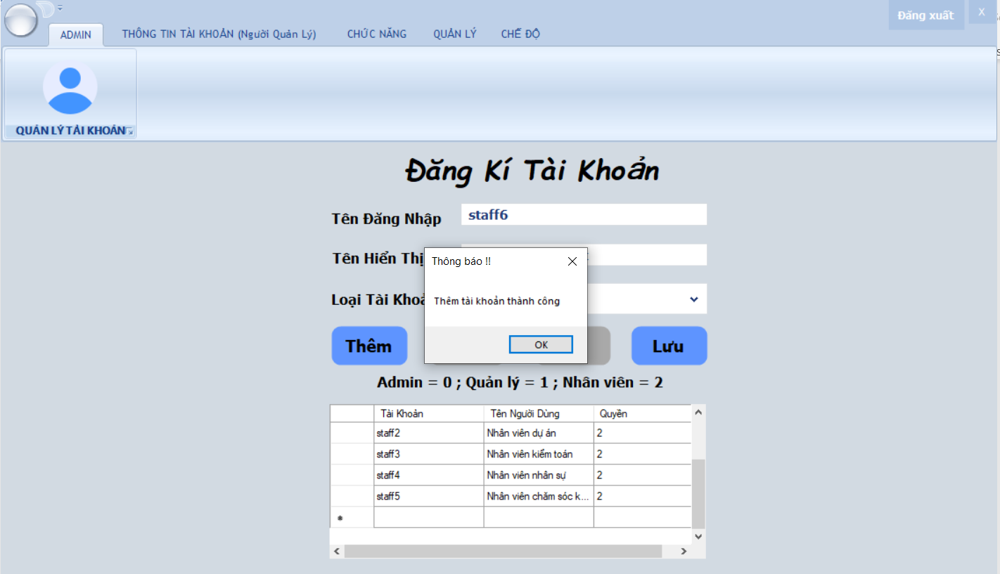 Đăng xuất X
ADMIN THÔNG TIN TÀI KHOẢN (Người Quản Lý) CHỨC NĂNG QUẢN LÝ CHẾ ĐỘ
QUẢN LÝ TÀI KHOẢN
Đăng Kí Tài Khoản
Tên Đăng Nhập staff6
Tên Hiển Thị
Loại Tài
Thông báo !!
Thêm tài khoản thành công
OK
Thêm Lưu
Admin = 0 ; Quản lý = 1 ; Nhân viên = 2
Tài Khoản Tên Người Dùng Quyền
staff2 Nhân viên dự án 2
staff3 Nhân viên kiểm toán 2
staff4 Nhân viên nhân sự 2
staff5 Nhân viên chăm sóc k... 2
*